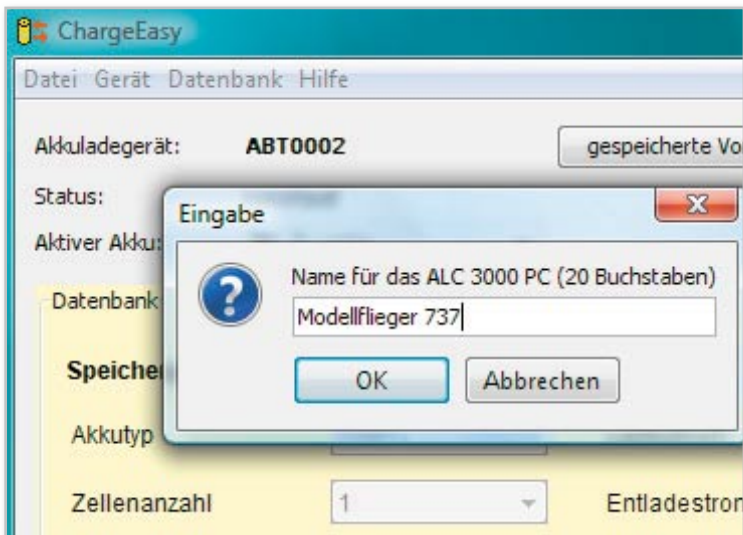 ChargeEasy
Datei Gerät Datenbank Hilfe
Akkuladegerät: ABT0002 gespeicherte Vo
Status:
Aktiver Akku:
Eingabe
Name für das ALC 3000 PC (20 Buchstaben)
Modellflieger 737
OK Abbrechen
Datenbank
Speiche
Akkutyp
Zellenanzahl 1 Entladestron